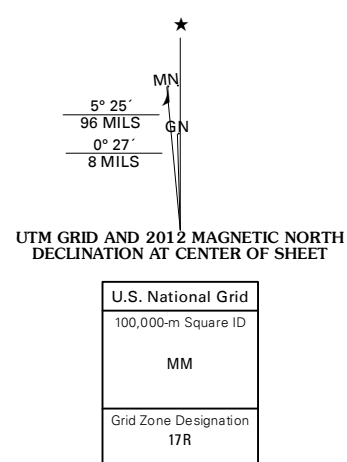 ★
MN
5° 25´
96 MILS
GN
0° 27´
8 MILS
UTM GRID AND 2012 MAGNETIC NORTH
DECLINATION AT CENTER OF SHEET
U.S. National Grid
100,000-m Square ID
MM
Grid Zone Designation
17R